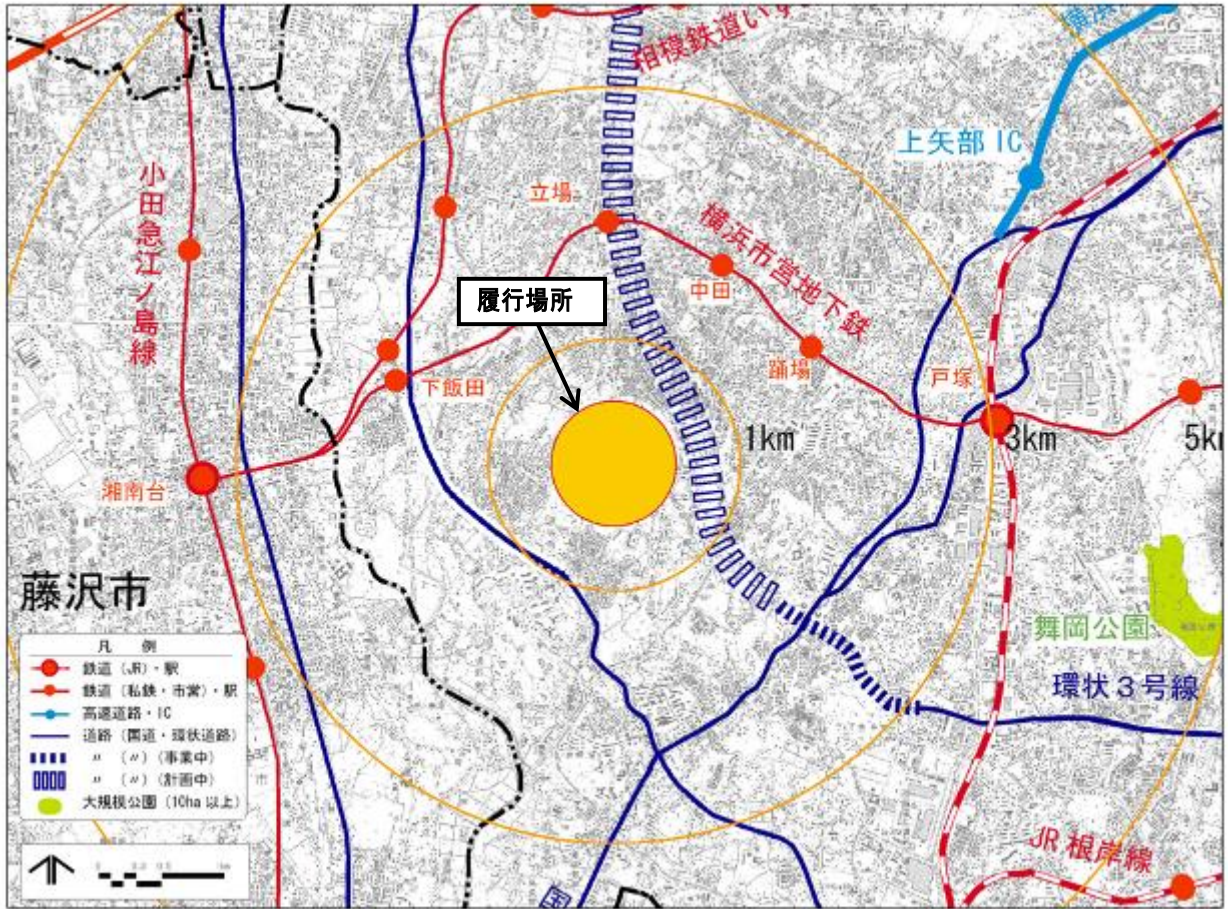 相模鉄道いず
上矢部 IC
小田急江ノ島線
立場
横浜市営地下鉄
中田
履行場所
踊場
戸塚
下飯田
1km
3km
5k
湘南台
藤沢市
舞岡公園
環状3号線
凡 例
鉄道（JR）・駅
鉄道（私鉄・市営）・駅
高速道路・IC
道路（国道・環状道路）
〃 （〃）（事業中）
〃 （〃）（計画中）
大規模公園（10ha 以上）
JR 根岸線
国